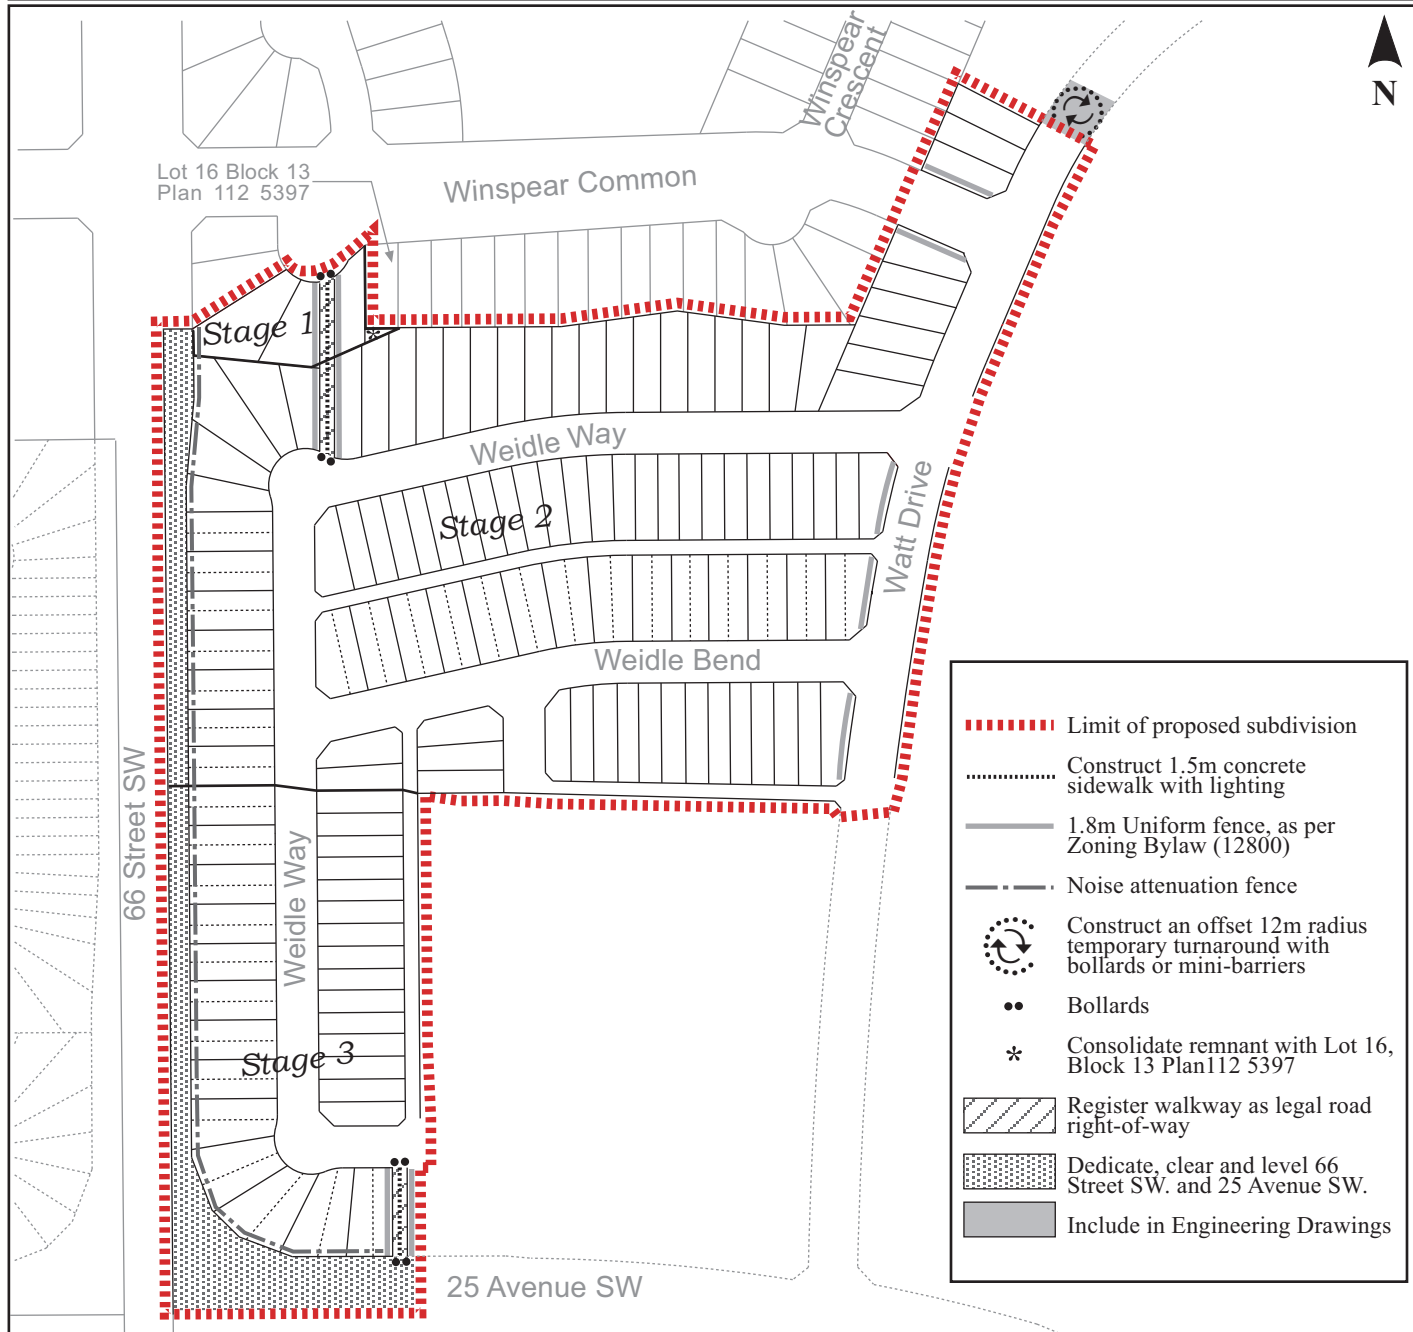 Winspear
Crescent
N
Lot 16 Block 13
Plan 112 5397
Winspear Common
Stage 1
Weidle Way
Stage 2
Watt Drive
Weidle Bend
66 Street SW
Weidle Way
Stage 3
*
25 Avenue SW
Limit of proposed subdivision
Construct 1.5m concrete
sidewalk with lighting
1.8m Uniform fence, as per
Zoning Bylaw (12800)
Noise attenuation fence
Construct an offset 12m radius
temporary turnaround with
bollards or mini-barriers
Bollards
* Consolidate remnant with Lot 16,
Block 13 Plan112 5397
Register walkway as legal road
right-of-way
Dedicate, clear and level 66
Street SW. and 25 Avenue SW.
Include in Engineering Drawings